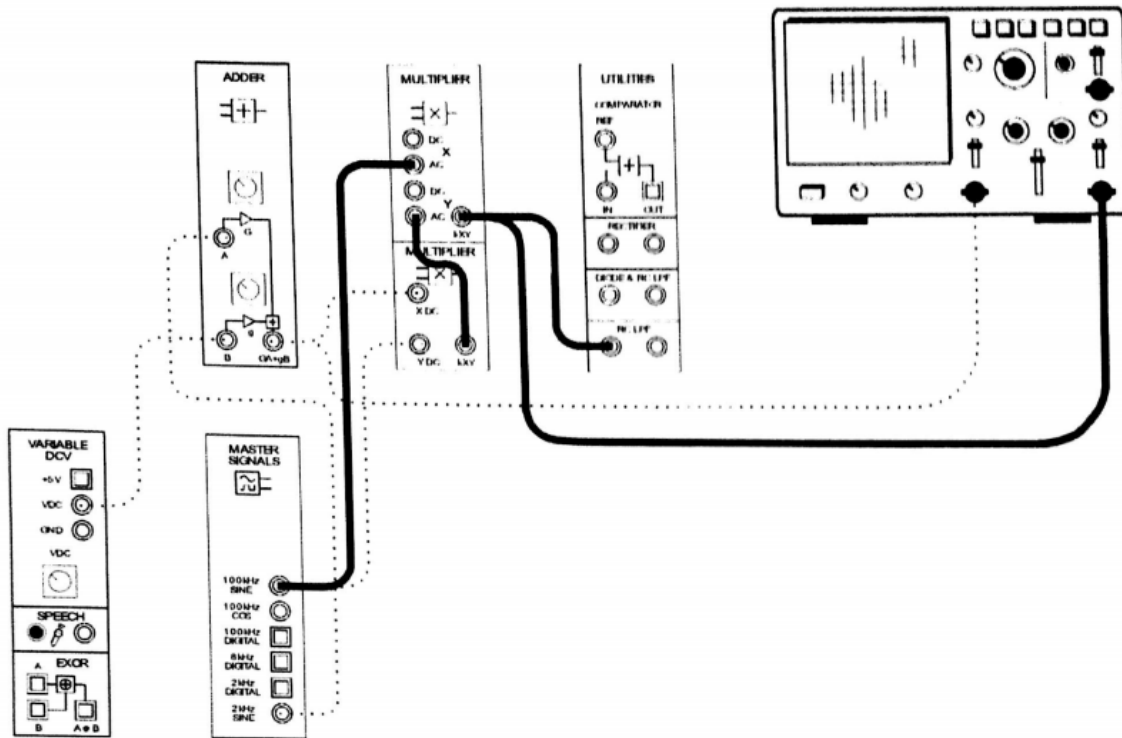 ADDER
G
A
g
B
GA+gB
MULTIPLIER
DC
X
AC
DC
Y
AC
kXY
MULTIPLIER
X DC
Y DC
kXY
UTILITIES
COMPARATOR
REF
IN
OUT
RECTIFIER
DIODE & RC LPF
RC LPF
VARIABLE
DCV
+5V
VDC
GND
VDC
SPEECH
A
EXOR
B
A⊕B
MASTER
SIGNALS
100kHz
SINE
100kHz
COS
100kHz
DIGITAL
8kHz
DIGITAL
2kHz
DIGITAL
2kHz
SINE